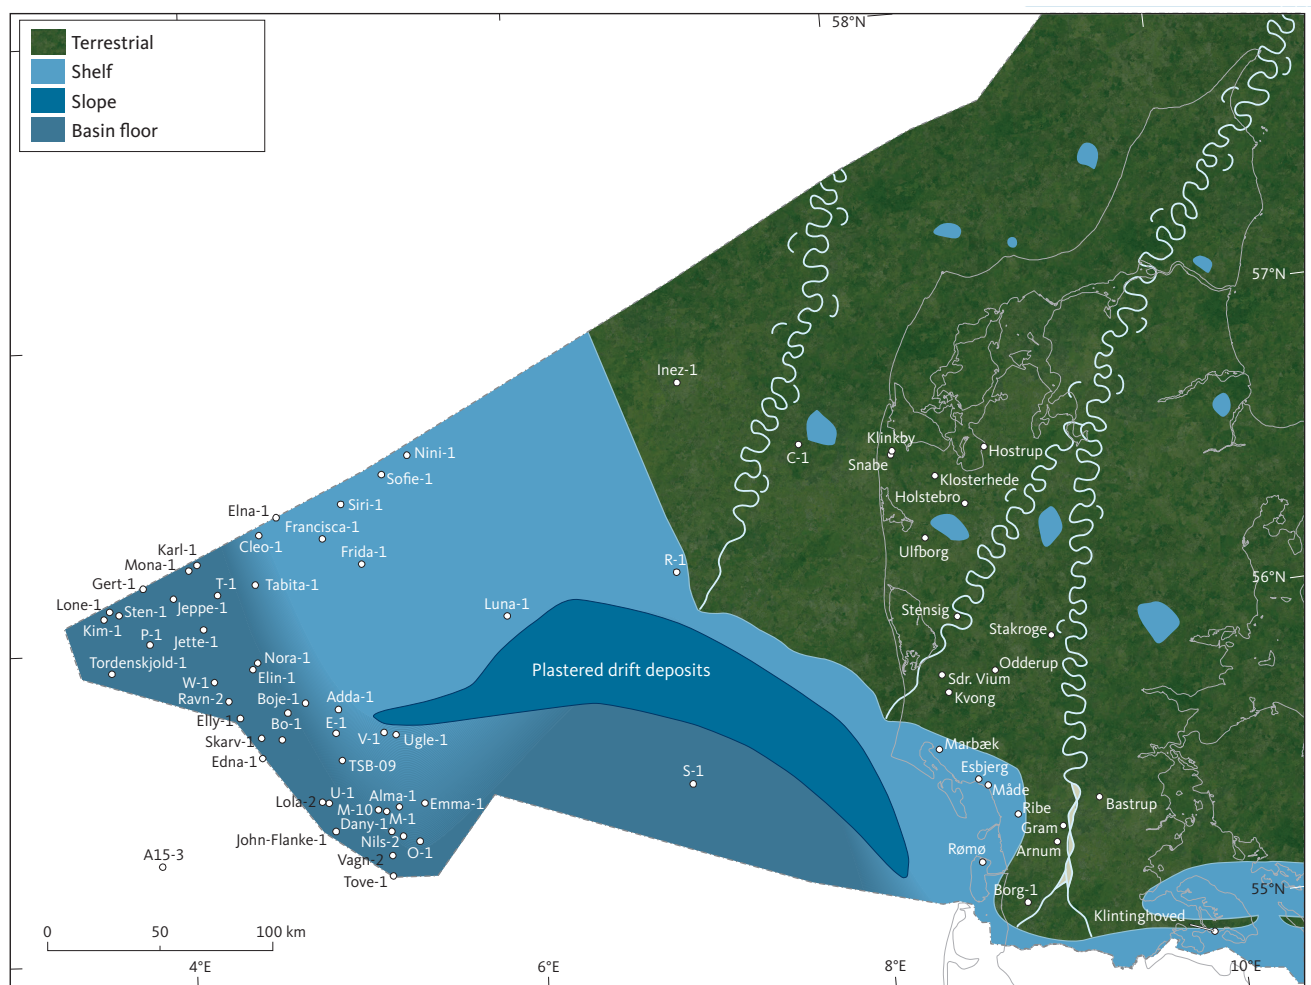 58°N
Terrestrial
Shelf
Slope
Basin floor
57°N
Inez-1
Klinkby
C-1
Snabe
Hostrup
Nini-1
Sofie-1
Klosterhede
Holstebro
Siri-1
Elna-1
Francisca-1
Cleo-1
Ulfborg
Frida-1
Karl-1
Mona-1
R-1
56°N
Gert-1
T-1
Tabita-1
Lone-1
Sten-1
Jeppe-1
Luna-1
Stensig
Kim-1
P-1
Jette-1
Stakroge
Tordenskjold-1
Nora-1
Elin-1
Plastered drift deposits
Odderup
Sdr. Vium
Kvong
W-1
Ravn-2
Boje-1
Adda-1
Elly-1
Bo-1
E-1
Skarv-1
V-1
Ugle-1
Marbæk
Edna-1
TSB-09
S-1
Esbjerg
Måde
U-1
Alma-1
Lola-2
M-10
Emma-1
Bastrup
Ribe
M-1
Dany-1
Gram
John-Flanke-1
Nils-2
Arnum
O-1
Rømø
A15-3
Vagn-2
Tove-1
Borg-1
55°N
Klintinghoved
0
50
100 km
4°E
6°E
8°E
10°E